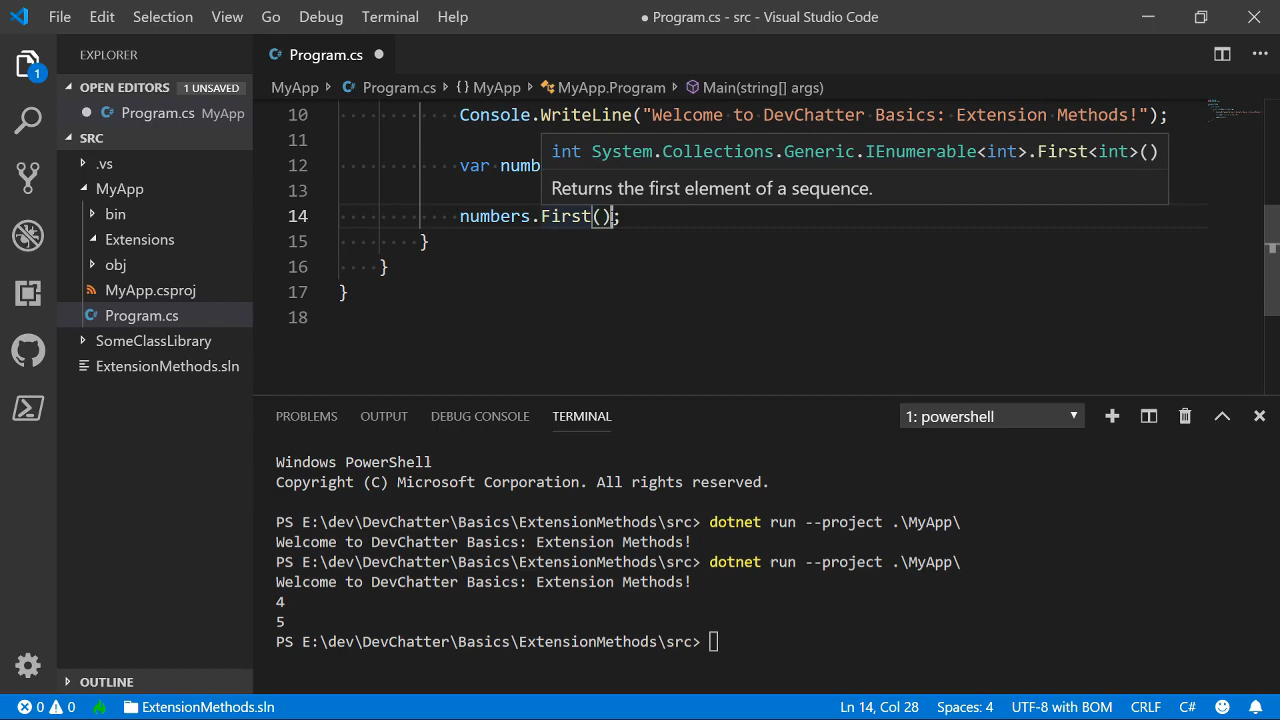 File Edit Selection View Go Debug Terminal Help
● Program.cs - src - Visual Studio Code
EXPLORER
1
OPEN EDITORS 1 UNSAVED
Program.cs MyApp
SRC
.vs
MyApp
bin
Extensions
obj
MyApp.csproj
Program.cs
SomeClassLibrary
ExtensionMethods.sln
OUTLINE
Program.cs
MyApp Program.cs {} MyApp MyApp.Program Main(string[] args)
10 Console.WriteLine("Welcome to DevChatter Basics: Extension Methods!");
11
int System.Collections.Generic.IEnumerable<int>.First<int>()
12 var numb
13
Returns the first element of a sequence.
14 numbers.First();
15 }
16 }
17 }
18
PROBLEMS OUTPUT DEBUG CONSOLE TERMINAL
1: powershell
Windows PowerShell
Copyright (C) Microsoft Corporation. All rights reserved.
PS E:\dev\DevChatter\Basics\ExtensionMethods\src> dotnet run --project .\MyApp\
Welcome to DevChatter Basics: Extension Methods!
PS E:\dev\DevChatter\Basics\ExtensionMethods\src> dotnet run --project .\MyApp\
Welcome to DevChatter Basics: Extension Methods!
4
5
PS E:\dev\DevChatter\Basics\ExtensionMethods\src>
0 0 ExtensionMethods.sln
Ln 14, Col 28 Spaces: 4 UTF-8 with BOM CRLF C#